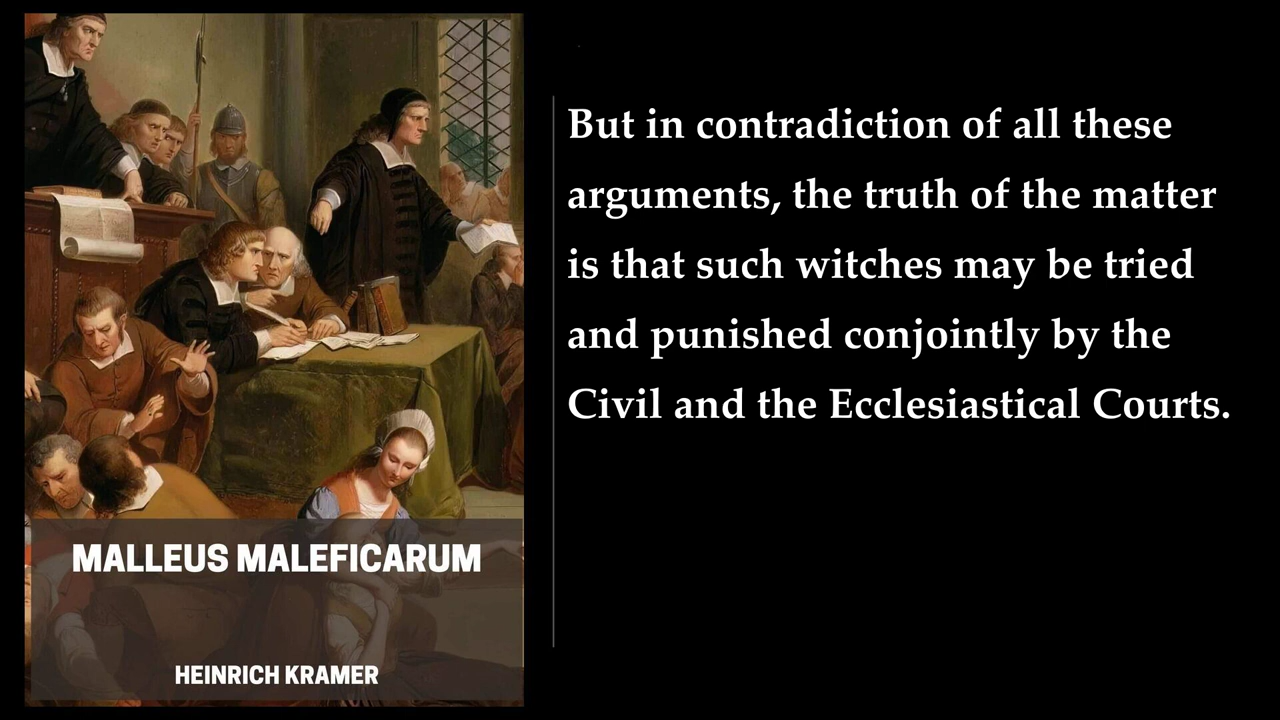 But in contradiction of all these
arguments, the truth of the matter
is that such witches may be tried
and punished conjointly by the
Civil and the Ecclesiastical Courts.
MALLEUS MALEFICARUM
HEINRICH KRAMER